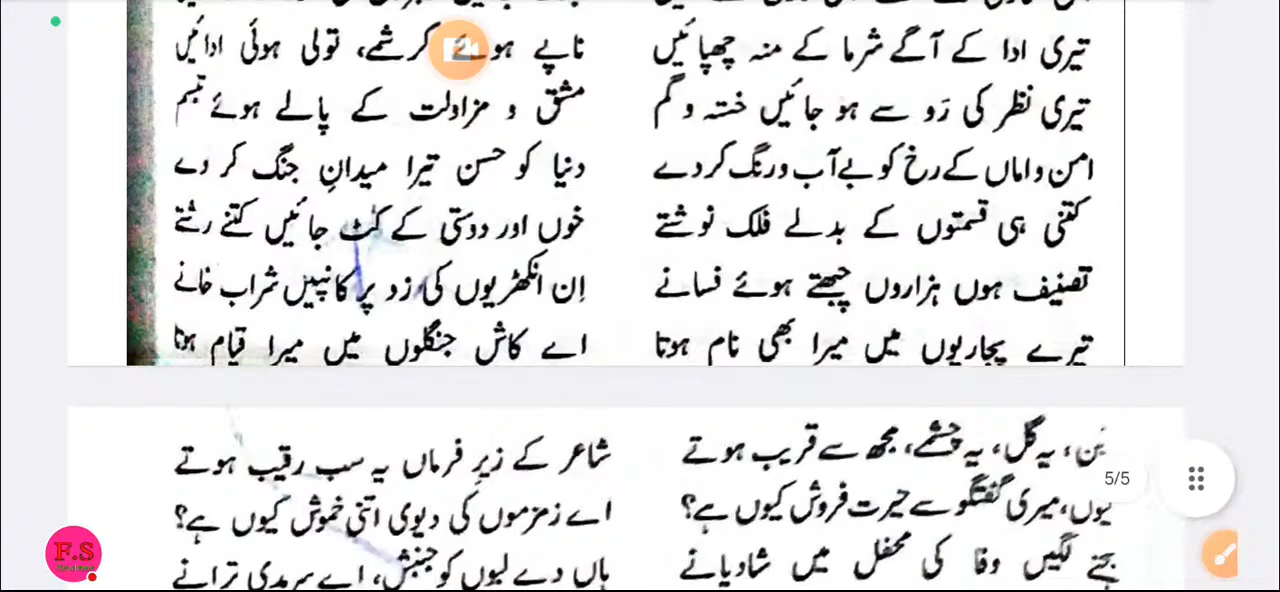 تیری ادا کے آگے شرما کے منہ چھپائیں ناپے ہوئے کرشمے، تولی ہوئی ادائیں
تیری نظر کی رَو سے ہو جائیں خستہ و گم مشق و مزاولت کے پالے ہوئے تبسم
امن و اماں کے رخ کو بے آب و رنگ کر دے دنیا کو حسن تیرا میدانِ جنگ کر دے
کتنی ہی قسمتوں کے بدلے فلک نوشتے خوں اور دوستی کے کٹ جائیں کتنے رشتے
تصنیف ہوں ہزاروں چبھتے ہوئے فسانے اِن انکھڑیوں کی زد پر کانپیں شراب خانے
تیرے پجاریوں میں میرا بھی نام ہوتا اے کاش جنگلوں میں میرا قیام ہوتا
یہ گل، یہ چشمے، مجھ سے قریب ہوتے شاعر کے زیرِ فرماں یہ سب رقیب ہوتے
کیوں، میری گفتگو سے حیرت فروش کیوں ہے؟ اے زمزموں کی دیوی اتنی خموش کیوں ہے؟
5/5
بجنے لگیں وفا کی محفل میں شادیانے ہاں دے لبوں کو جنبش، اے سرمدی ترانے
F.S